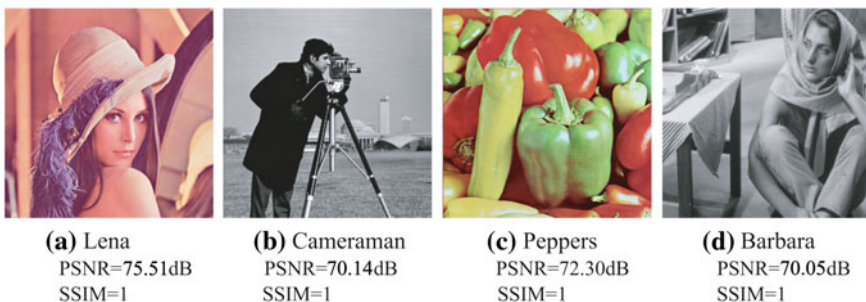 (a) Lena
PSNR=75.51dB
SSIM=1
(b) Cameraman
PSNR=70.14dB
SSIM=1
(c) Peppers
PSNR=72.30dB
SSIM=1
(d) Barbara
PSNR=70.05dB
SSIM=1